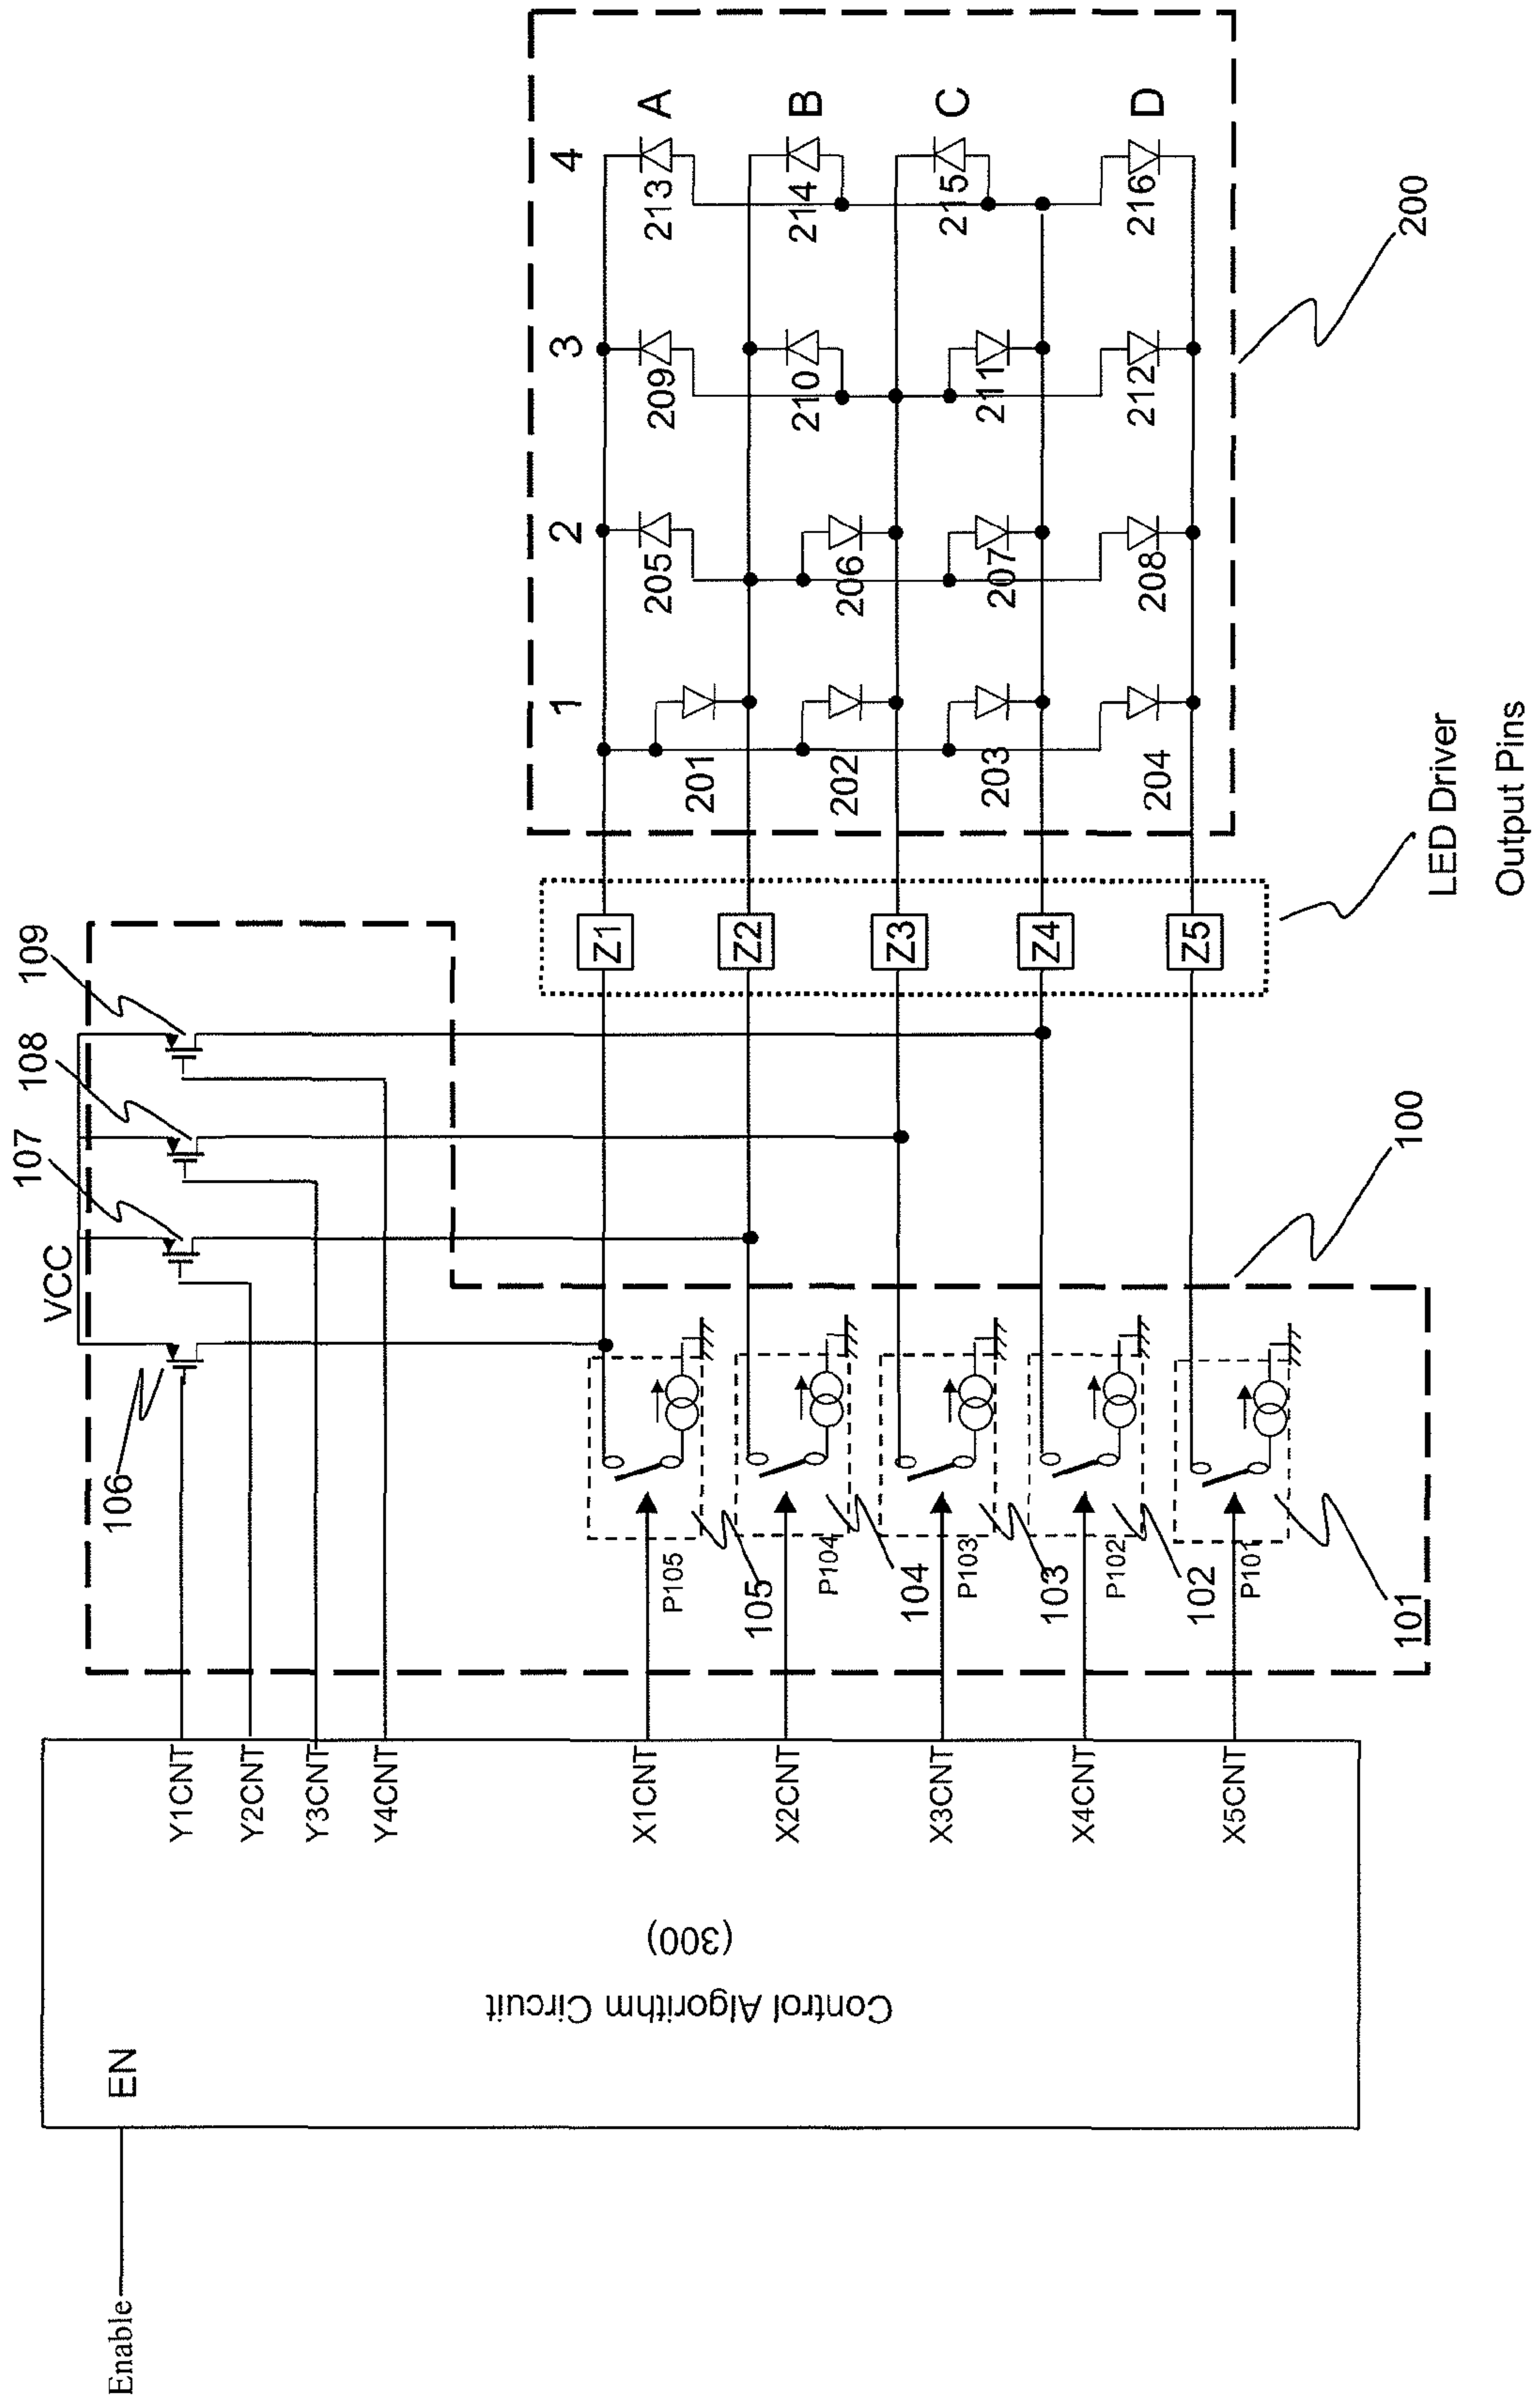 Enable
EN
Control Algorithm Circuit
(300)
Y1CNT
Y2CNT
Y3CNT
Y4CNT
X1CNT
X2CNT
X3CNT
X4CNT
X5CNT
VCC
106
107
108
109
P105
105
P104
104
P103
103
P102
102
P101
101
100
Z1
Z2
Z3
Z4
Z5
LED Driver
Output Pins
1
2
3
4
A
B
C
D
201
205
209
213
202
206
210
214
203
207
211
215
204
208
212
216
200